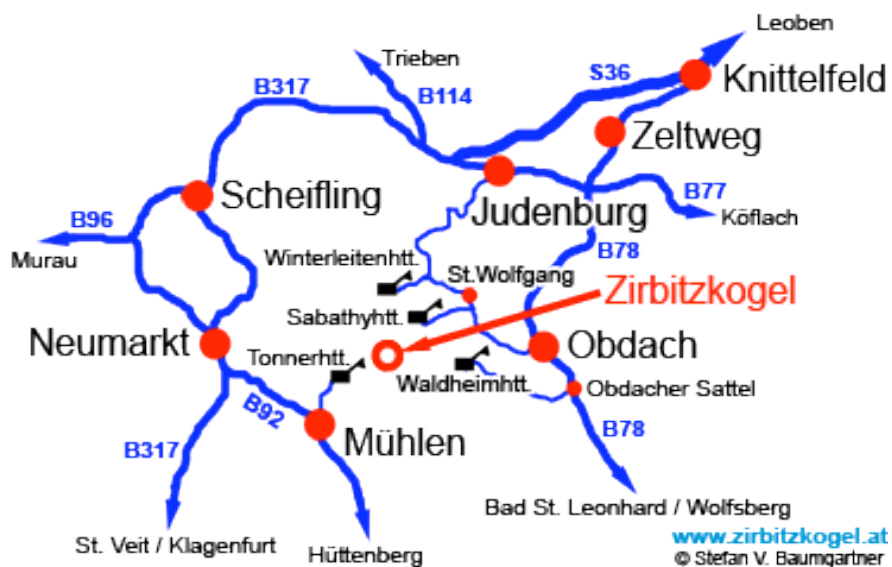 Leoben
Trieben
S36
Knittelfeld
B317
B114
Zeltweg
Scheifling
B77
Judenburg
Köflach
B96
Murau
Winterleitenhtt.
St.Wolfgang
B78
Zirbitzkogel
Sabathyhtt.
Neumarkt
Tonnerhtt.
Obdach
Waldheimhtt.
Obdacher Sattel
B92
Mühlen
B78
B317
Bad St. Leonhard / Wolfsberg
St. Veit / Klagenfurt
Hüttenberg
www.zirbitzkogel.at
© Stefan V. Baumgartner